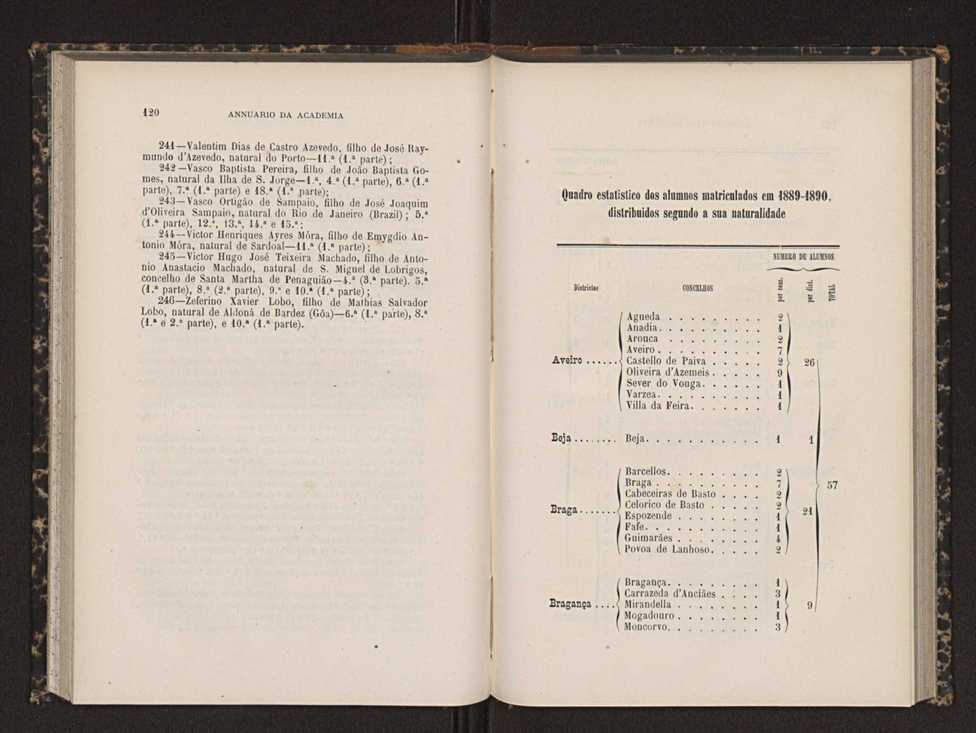 120
ANNUARIO DA ACADEMIA
241—Valentim Dias de Castro Azevedo, filho de José Ray-
mundo d'Azevedo, natural do Porto—11.ª (1.ª parte);
242—Vasco Baptista Pereira, filho de João Baptista Go-
mes, natural da Ilha de S. Jorge—1.ª, 4.ª (1.ª parte), 6.ª (1.ª
parte), 7.ª (1.ª parte) e 18.ª (1.ª parte);
243—Vasco Ortigão de Sampaio, filho de José Joaquim
d'Oliveira Sampaio, natural do Rio de Janeiro (Brazil); 5.ª
(1.ª parte), 12.ª, 13.ª, 14.ª e 15.ª;
244—Victor Henriques Ayres Móra, filho de Emygdio An-
tonio Móra, natural de Sardoal—11.ª (1.ª parte);
245—Victor Hugo José Teixeira Machado, filho de Anto-
nio Anastacio Machado, natural de S. Miguel de Lobrigos,
concelho de Santa Martha de Penaguião—4.ª (3.ª parte). 5.ª
(1.ª parte), 8.ª (2.ª parte), 9.ª e 10.ª (1.ª parte);
246—Zeferino Xavier Lobo, filho de Mathias Salvador
Lobo, natural de Aldoná de Bardez (Gôa)—6.ª (1.ª parte), 8.ª
(1.ª e 2.ª parte), e 10.ª (1.ª parte).
Quadro estatistico dos alumnos matriculados em 1889-1890,
distribuidos segundo a sua naturalidade
NUMERO DE ALUMNOS
Districtos CONCELHOS por conc. por dist. TOTAL
Agueda . . . . . . . . . 2
Anadia. . . . . . . . . . 1
Arouca . . . . . . . . . 2
Aveiro . . . . . . . . . . 7
Aveiro ...... Castello de Paiva . . . . . 2 26
Oliveira d'Azemeis . . . . . 9
Sever do Vouga. . . . . . 1
Varzea. . . . . . . . . . 1
Villa da Feira. . . . . . . 1
Beja ........ Beja. . . . . . . . . . . 1 1
Barcellos. . . . . . . . . 2
Braga . . . . . . . . . . 7
Cabeceiras de Basto . . . . 2
57
Celorico de Basto . . . . . 2
Braga....... 21
Espozende . . . . . . . . 1
Fafe. . . . . . . . . . . 1
Guimarães . . . . . . . . 4
Povoa de Lanhoso. . . . . 2
Bragança. . . . . . . . . 1
Carrazeda d'Anciães . . . . 3
Bragança .... Mirandella . . . . . . . . 1 9
Mogadouro . . . . . . . . 1
Moncorvo. . . . . . . . . 3